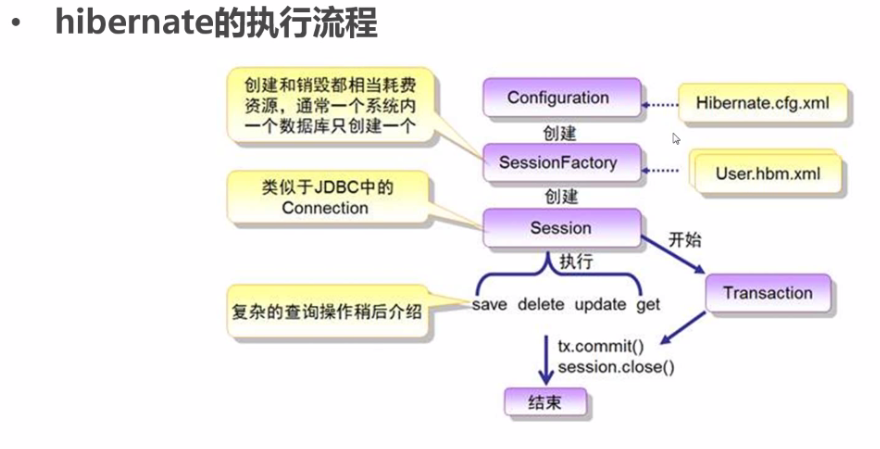 • hibernate的执行流程
创建和销毁都相当耗费
资源，通常一个系统内
一个数据库只创建一个
Configuration
Hibernate.cfg.xml
创建
SessionFactory
User.hbm.xml
类似于JDBC中的
Connection
创建
Session
开始
执行
Transaction
复杂的查询操作稍后介绍
save delete update get
tx.commit()
session.close()
结束